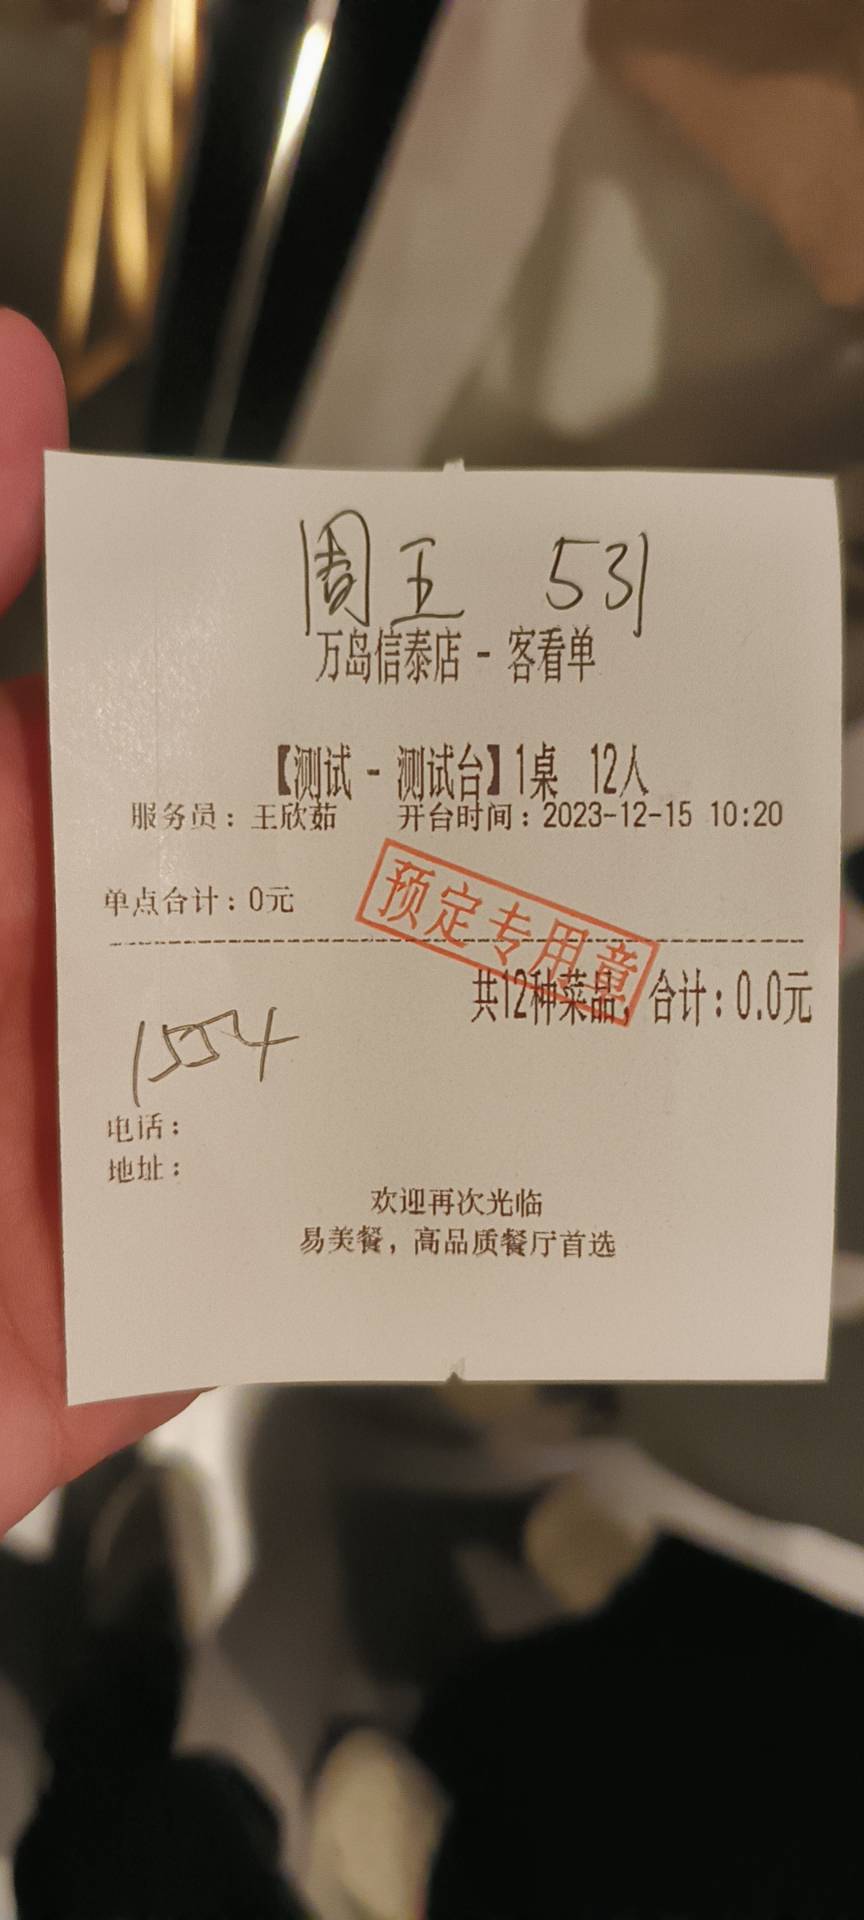 周五 531
万岛信泰店 - 客看单
【测试 - 测试台】1桌 12人
服务员：王欣茹 开台时间：2023-12-15 10:20
单点合计：0元
预定专用章
共12种菜品，合计：0.0元
1554
电话：
地址：
欢迎再次光临
易美餐，高品质餐厅首选